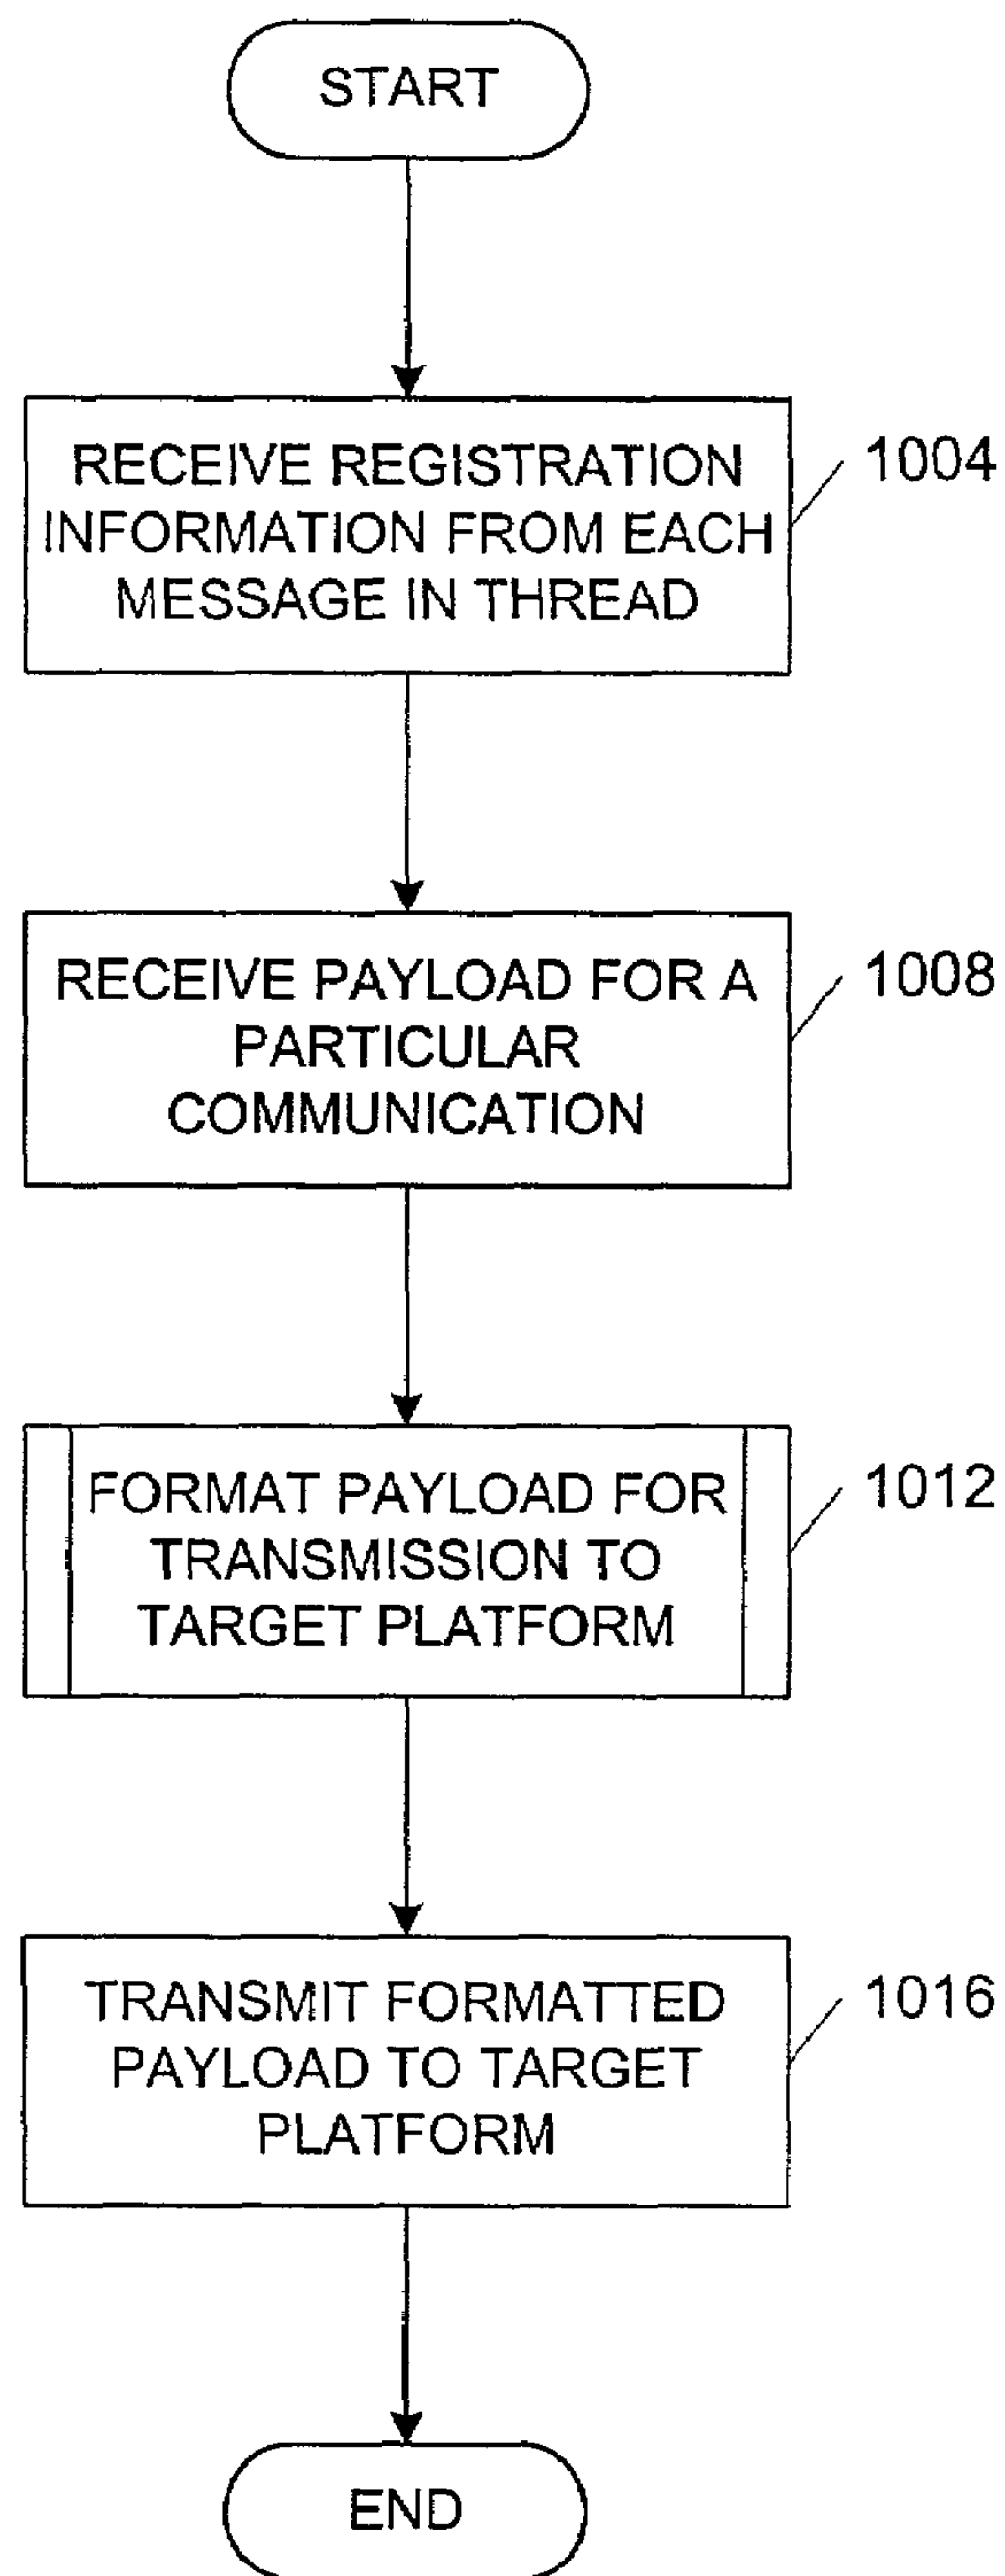 START
RECEIVE REGISTRATION
INFORMATION FROM EACH
MESSAGE IN THREAD
1004
RECEIVE PAYLOAD FOR A
PARTICULAR
COMMUNICATION
1008
FORMAT PAYLOAD FOR
TRANSMISSION TO
TARGET PLATFORM
1012
TRANSMIT FORMATTED
PAYLOAD TO TARGET
PLATFORM
1016
END